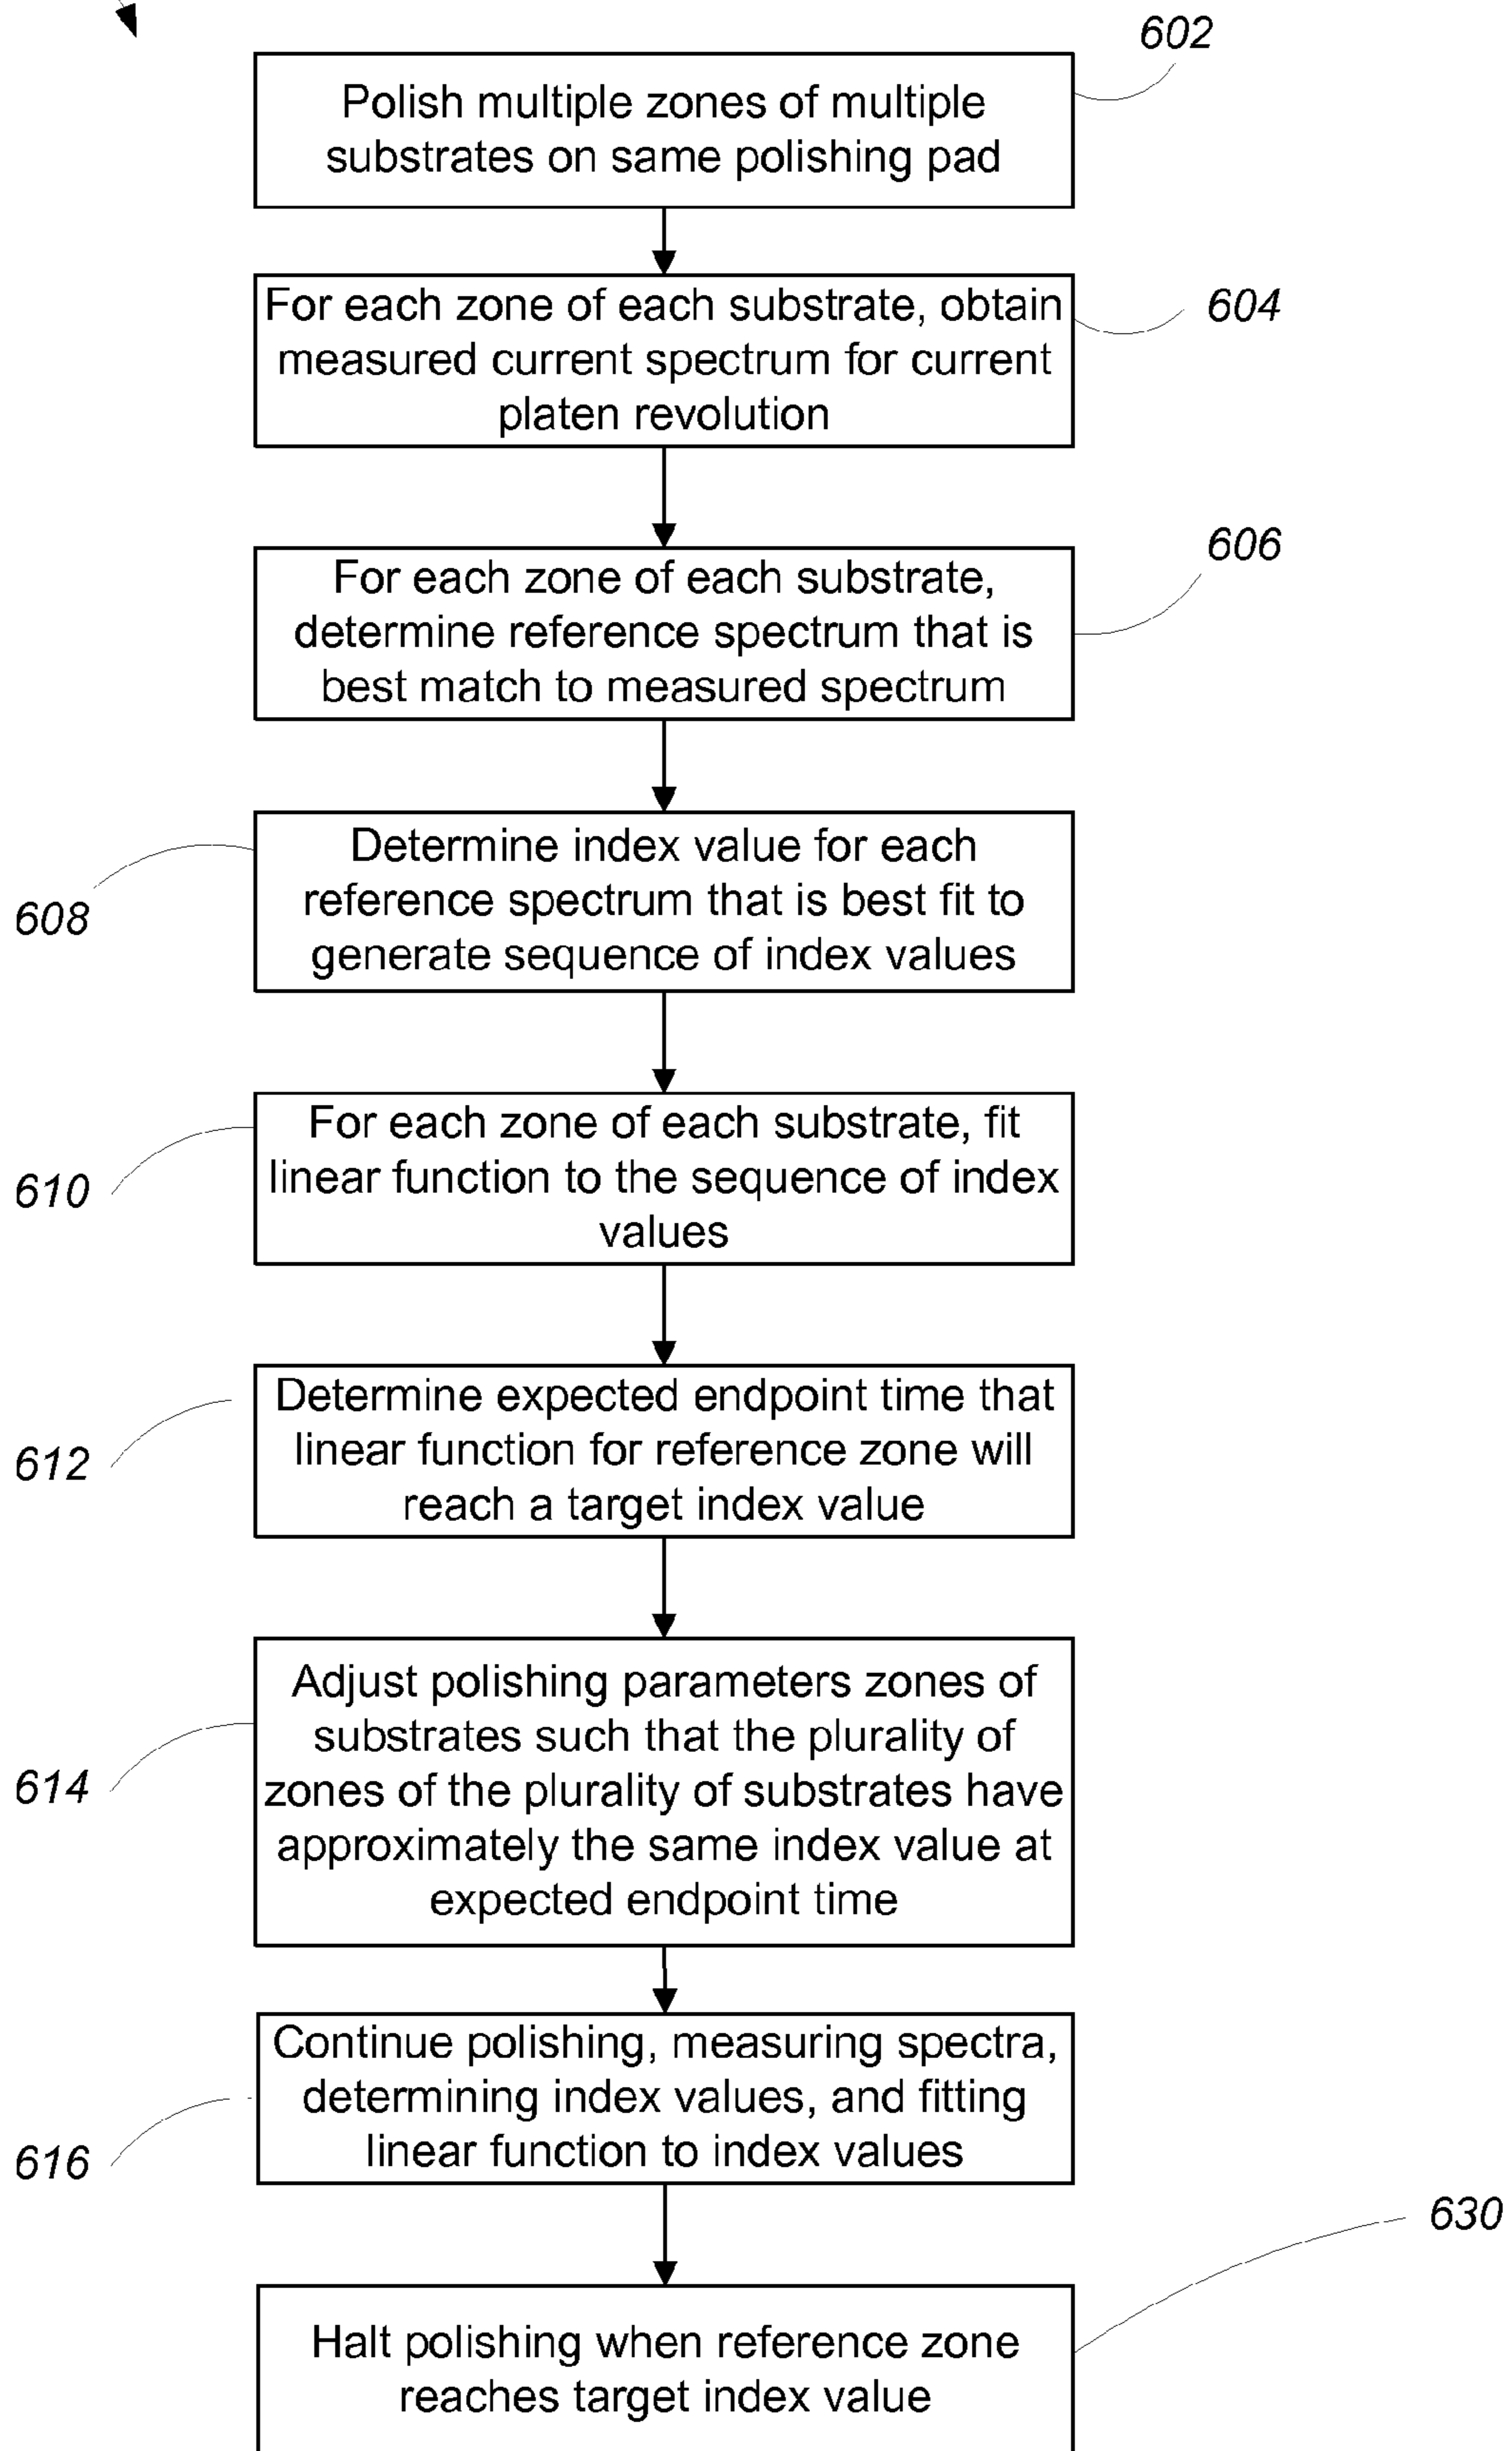 602
Polish multiple zones of multiple
substrates on same polishing pad
604
For each zone of each substrate, obtain
measured current spectrum for current
platen revolution
606
For each zone of each substrate,
determine reference spectrum that is
best match to measured spectrum
608
Determine index value for each
reference spectrum that is best fit to
generate sequence of index values
610
For each zone of each substrate, fit
linear function to the sequence of index
values
612
Determine expected endpoint time that
linear function for reference zone will
reach a target index value
614
Adjust polishing parameters zones of
substrates such that the plurality of
zones of the plurality of substrates have
approximately the same index value at
expected endpoint time
616
Continue polishing, measuring spectra,
determining index values, and fitting
linear function to index values
630
Halt polishing when reference zone
reaches target index value